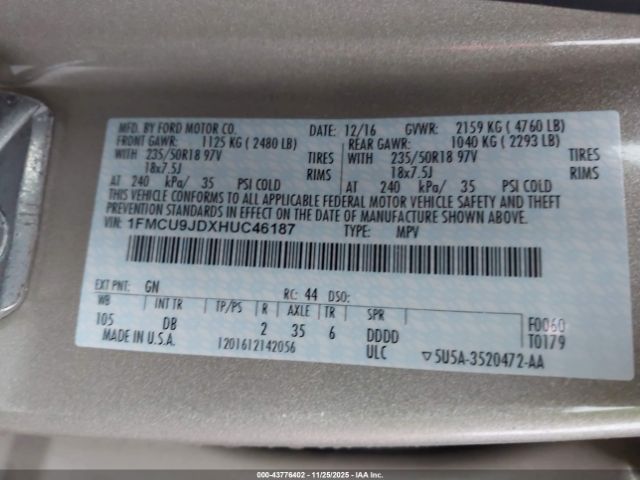 MFD. BY FORD MOTOR CO. DATE: 12/16 GVWR: 2159 KG ( 4760 LB)
FRONT GAWR: 1125 KG ( 2480 LB) REAR GAWR: 1040 KG ( 2293 LB)
WITH 235/50R18 97V TIRES WITH 235/50R18 97V TIRES
18x7.5J RIMS 18x7.5J RIMS
AT 240 kPa/ 35 PSI COLD AT 240 kPa/ 35 PSI COLD
THIS VEHICLE CONFORMS TO ALL APPLICABLE FEDERAL MOTOR VEHICLE SAFETY AND THEFT
PREVENTION STANDARDS IN EFFECT ON THE DATE OF MANUFACTURE SHOWN ABOVE.
VIN: 1FMCU9JDXHUC46187 TYPE: MPV
EXT PNT: GN RC: 44 DSO:
WB INT TR TP/PS R AXLE TR SPR
105 DB 2 35 6 DDDD F0060
MADE IN U.S.A. 1201612142056 ULC T0179
5U5A-3520472-AA
000-43776402 - 11/25/2025 - IAAI.